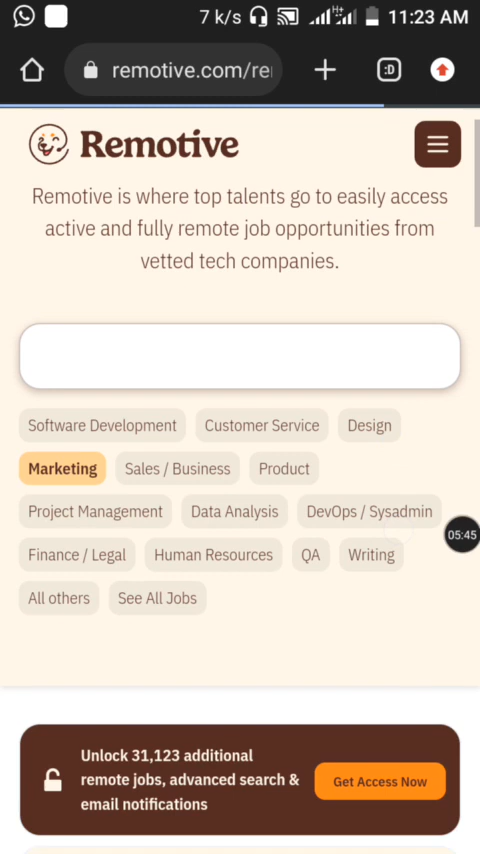 7 k/s H+ 11:23 AM
remotive.com/re
:D
Remotive
Remotive is where top talents go to easily access
active and fully remote job opportunities from
vetted tech companies.
Software Development Customer Service Design
Marketing Sales / Business Product
Project Management Data Analysis DevOps / Sysadmin
05:45
Finance / Legal Human Resources QA Writing
All others See All Jobs
Unlock 31,123 additional
remote jobs, advanced search &
email notifications
Get Access Now